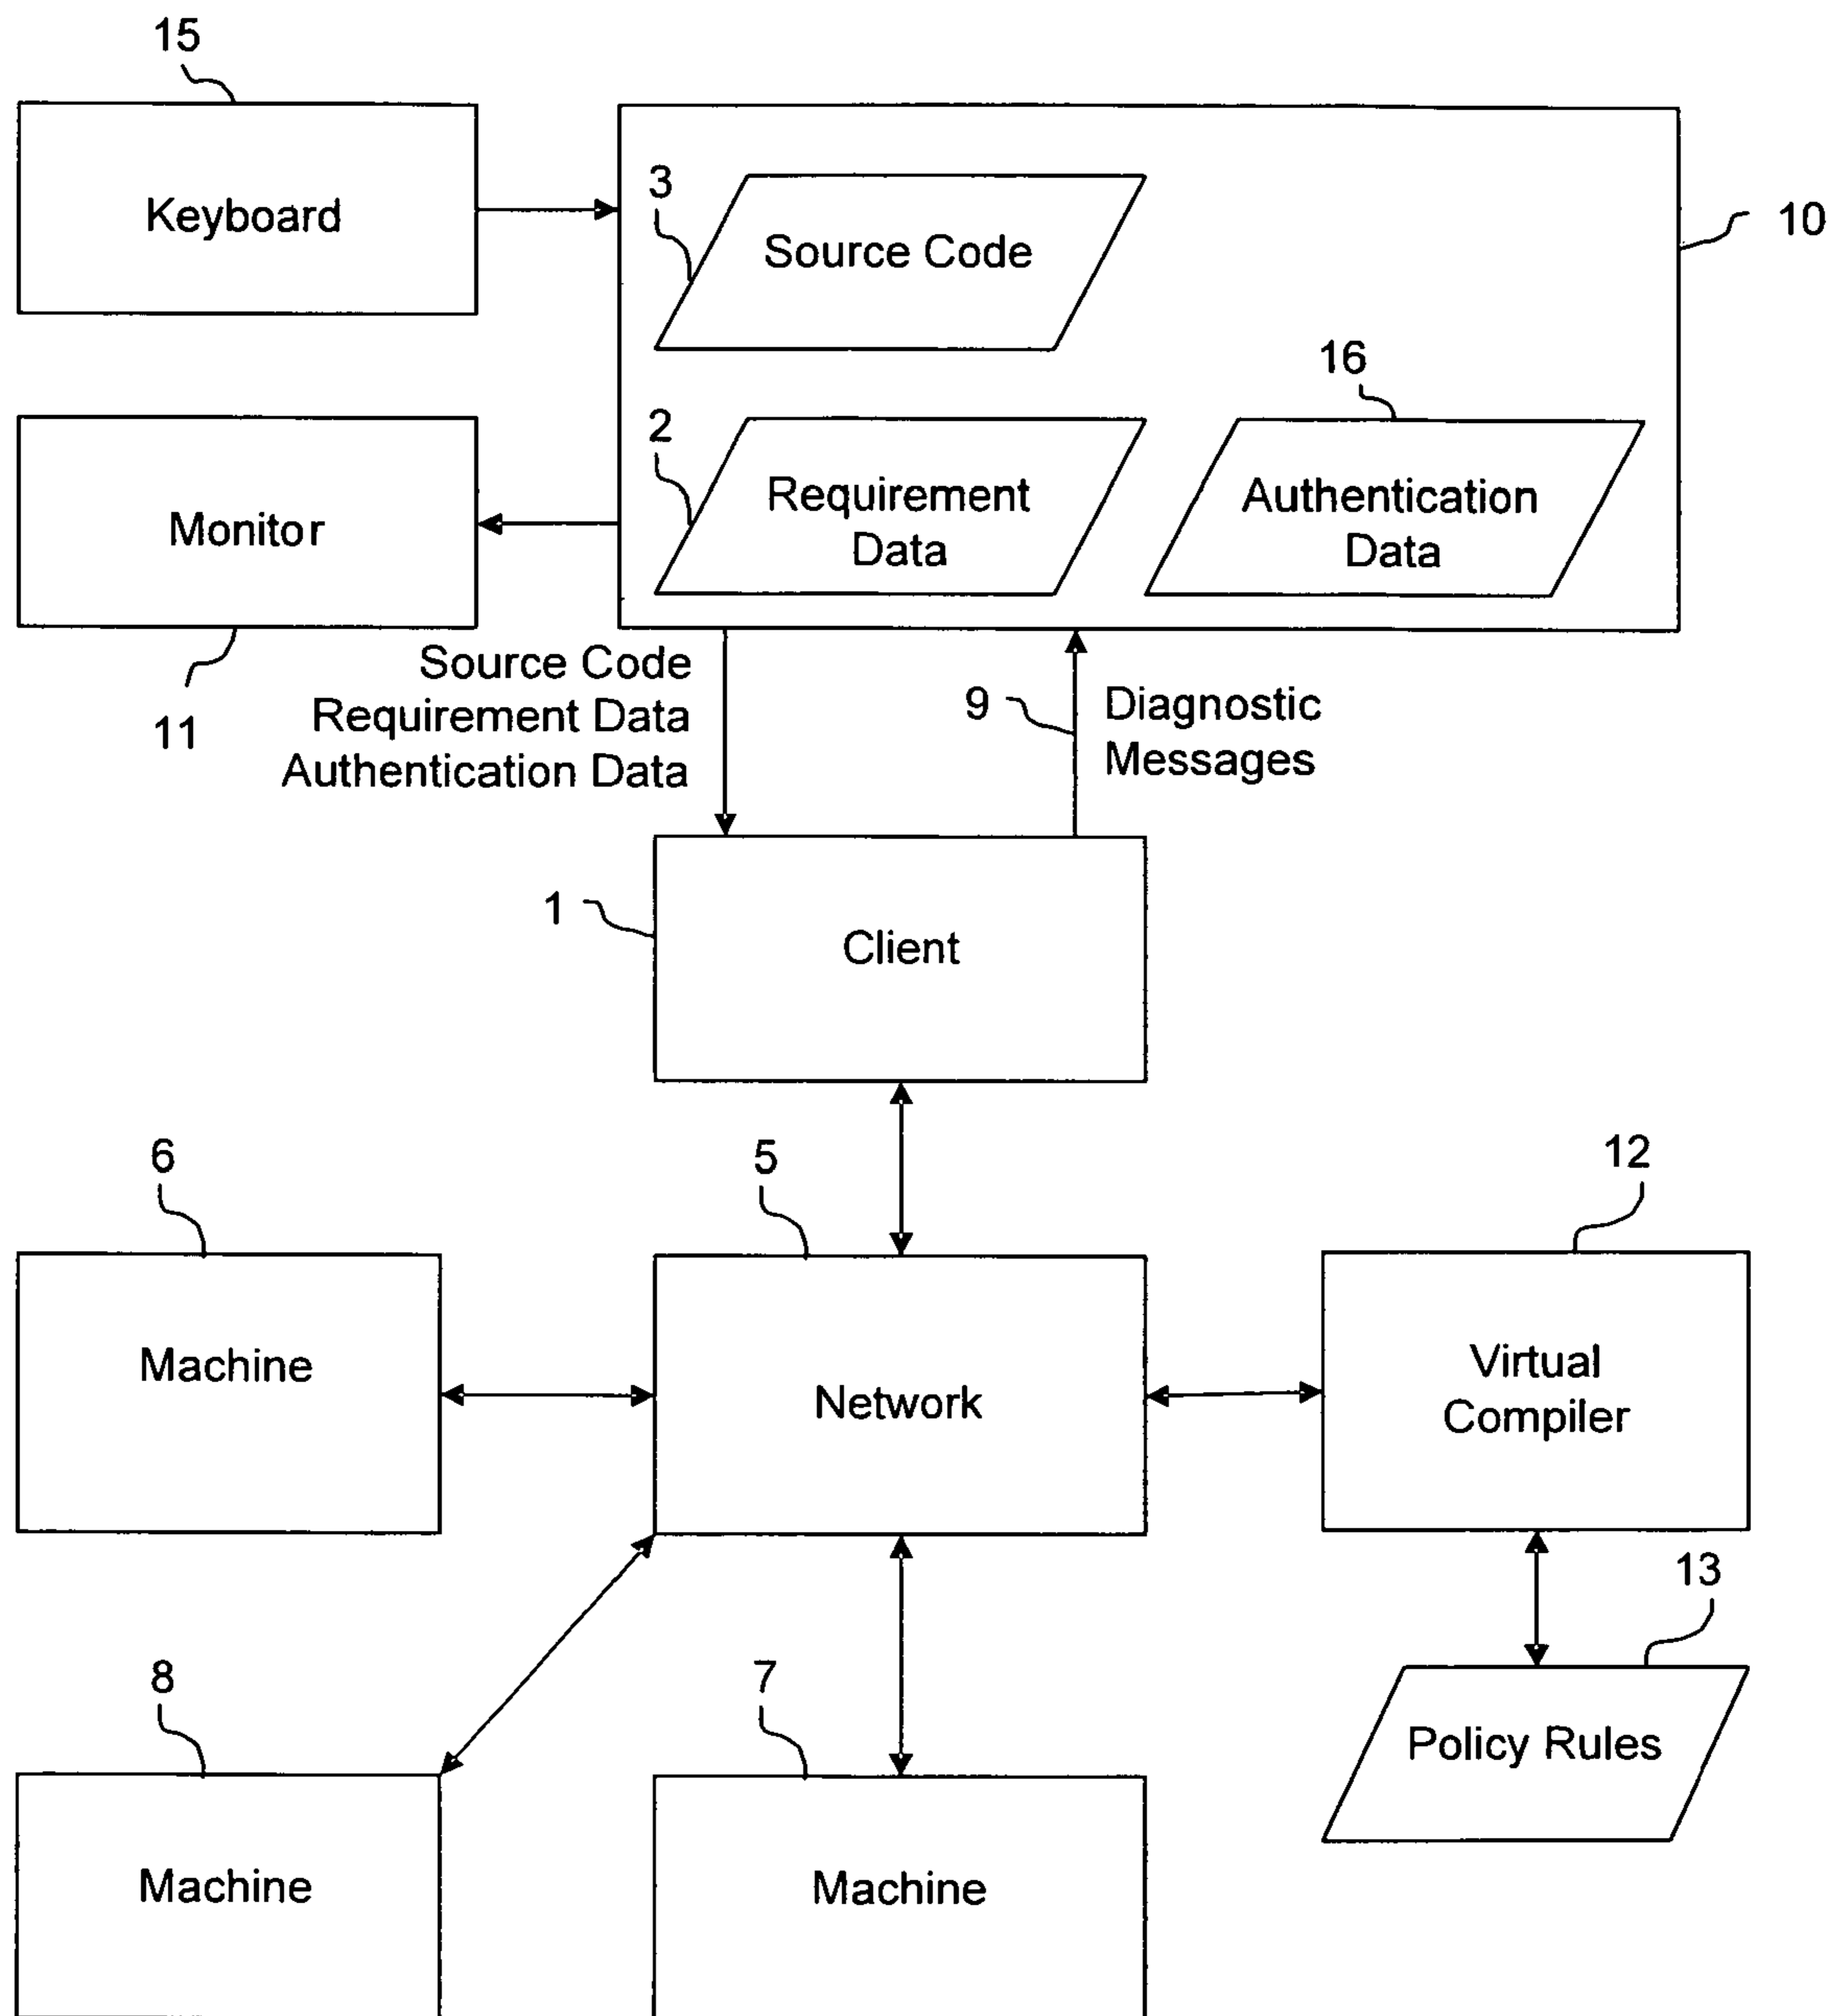 15
Keyboard
3
Source Code
10
16
2
Requirement
Data
Authentication
Data
Monitor
11
Source Code
Requirement Data
Authentication Data
9
Diagnostic
Messages
1
Client
6
5
12
Machine
Network
Virtual
Compiler
13
8
7
Policy Rules
Machine
Machine